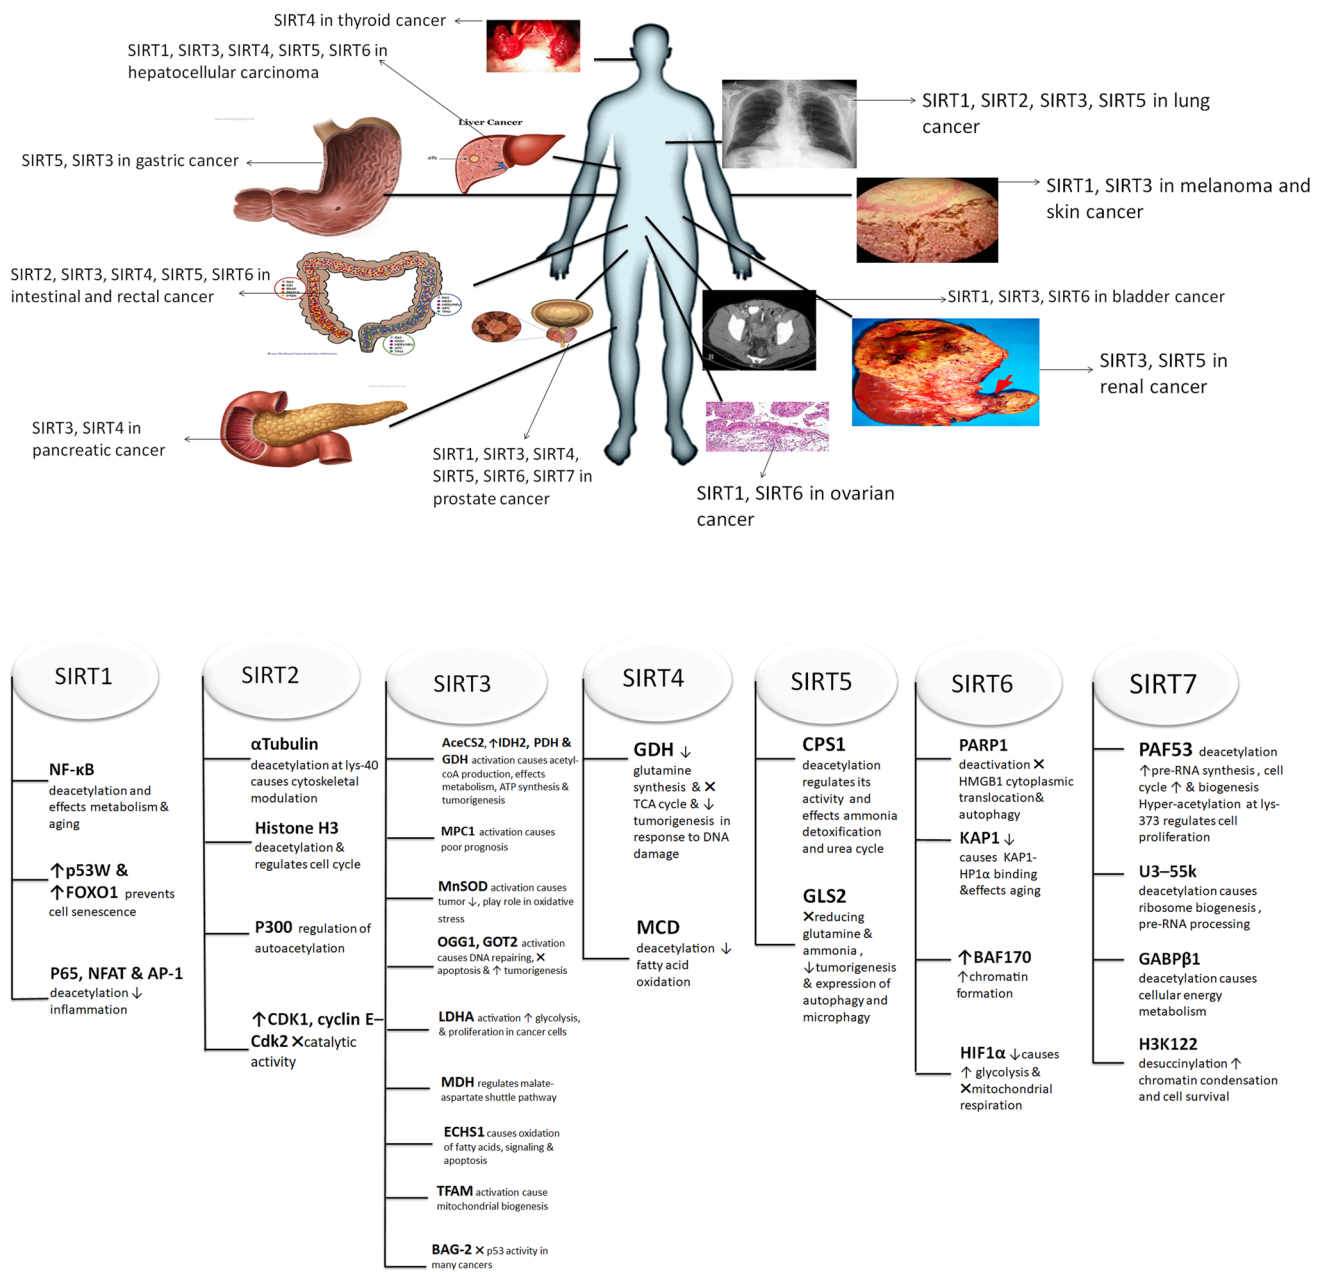 SIRT4 in thyroid cancer
SIRT1, SIRT3, SIRT4, SIRT5, SIRT6 in
hepatocellular carcinoma
Liver Cancer
cells
SIRT5, SIRT3 in gastric cancer
SIRT1, SIRT2, SIRT3, SIRT5 in lung
cancer
SIRT1, SIRT3 in melanoma and
skin cancer
SIRT2, SIRT3, SIRT4, SIRT5, SIRT6 in
intestinal and rectal cancer
SIRT1, SIRT3, SIRT6 in bladder cancer
B
SIRT3, SIRT5 in
renal cancer
SIRT3, SIRT4 in
pancreatic cancer
SIRT1, SIRT3, SIRT4,
SIRT5, SIRT6, SIRT7 in
prostate cancer
SIRT1, SIRT6 in ovarian
cancer
SIRT1
NF-κB
deacetylation and
effects metabolism &
aging
↑p53W &
↑FOXO1 prevents
cell senescence
P65, NFAT & AP-1
deacetylation ↓
inflammation
SIRT2
αTubulin
deacetylation at lys-40
causes cytoskeletal
modulation
Histone H3
deacetylation &
regulates cell cycle
P300 regulation of
autoacetylation
↑CDK1, cyclin E–
Cdk2 ✕catalytic
activity
SIRT3
AceCS2, ↑IDH2, PDH &
GDH activation causes acetyl-
coA production, effects
metabolism, ATP synthesis &
tumorigenesis
MPC1 activation causes
poor prognosis
MnSOD activation causes
tumor ↓, play role in oxidative
stress
OGG1, GOT2 activation
causes DNA repairing, ✕
apoptosis & ↑ tumorigenesis
LDHA activation ↑ glycolysis,
& proliferation in cancer cells
MDH regulates malate-
aspartate shuttle pathway
ECHS1 causes oxidation
of fatty acids, signaling &
apoptosis
TFAM activation cause
mitochondrial biogenesis
BAG-2 ✕ p53 activity in
many cancers
SIRT4
GDH ↓
glutamine
synthesis & ✕
TCA cycle & ↓
tumorigenesis in
response to DNA
damage
MCD
deacetylation ↓
fatty acid
oxidation
SIRT5
CPS1
deacetylation
regulates its
activity and
effects ammonia
detoxification
and urea cycle
GLS2
✕reducing
glutamine &
ammonia ,
↓tumorigenesis
& expression of
autophagy and
microphagy
SIRT6
PARP1
deactivation ✕
HMGB1 cytoplasmic
translocation&
autophagy
KAP1 ↓
causes KAP1-
HP1α binding
&effects aging
↑BAF170
↑chromatin
formation
HIF1α ↓causes
↑ glycolysis &
✕mitochondrial
respiration
SIRT7
PAF53 deacetylation
↑pre-RNA synthesis , cell
cycle ↑ & biogenesis
Hyper-acetylation at lys-
373 regulates cell
proliferation
U3–55k
deacetylation causes
ribosome biogenesis ,
pre-RNA processing
GABPβ1
deacetylation causes
cellular energy
metabolism
H3K122
desuccinylation ↑
chromatin condensation
and cell survival